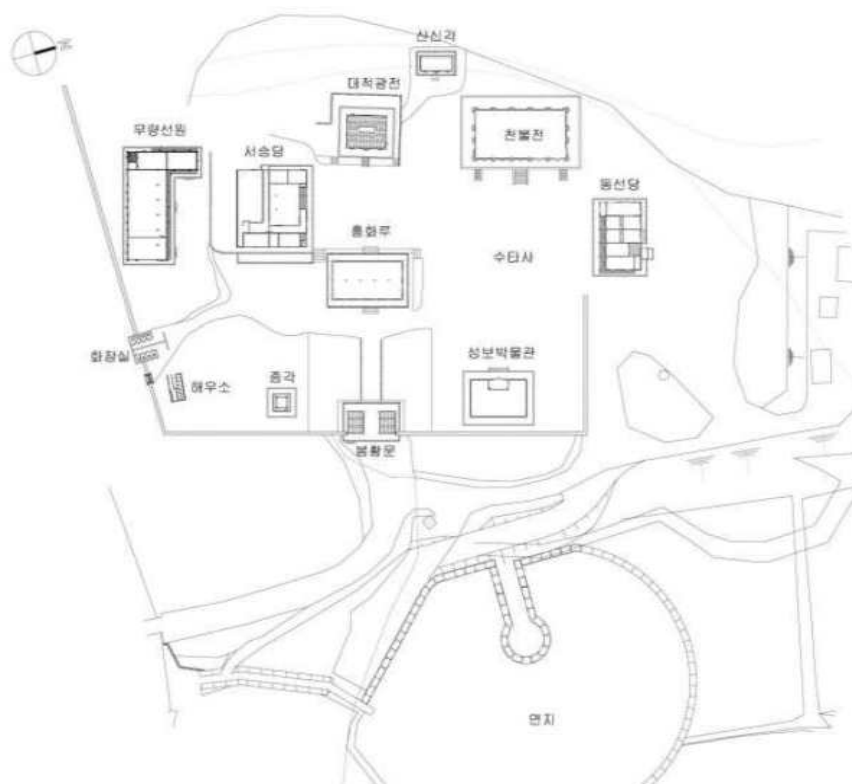 N
산신각
대적광전
무량선원
서승당
천불전
동선당
흥화루
수타사
화장실
성보박물관
해우소
종각
봉황문
연지